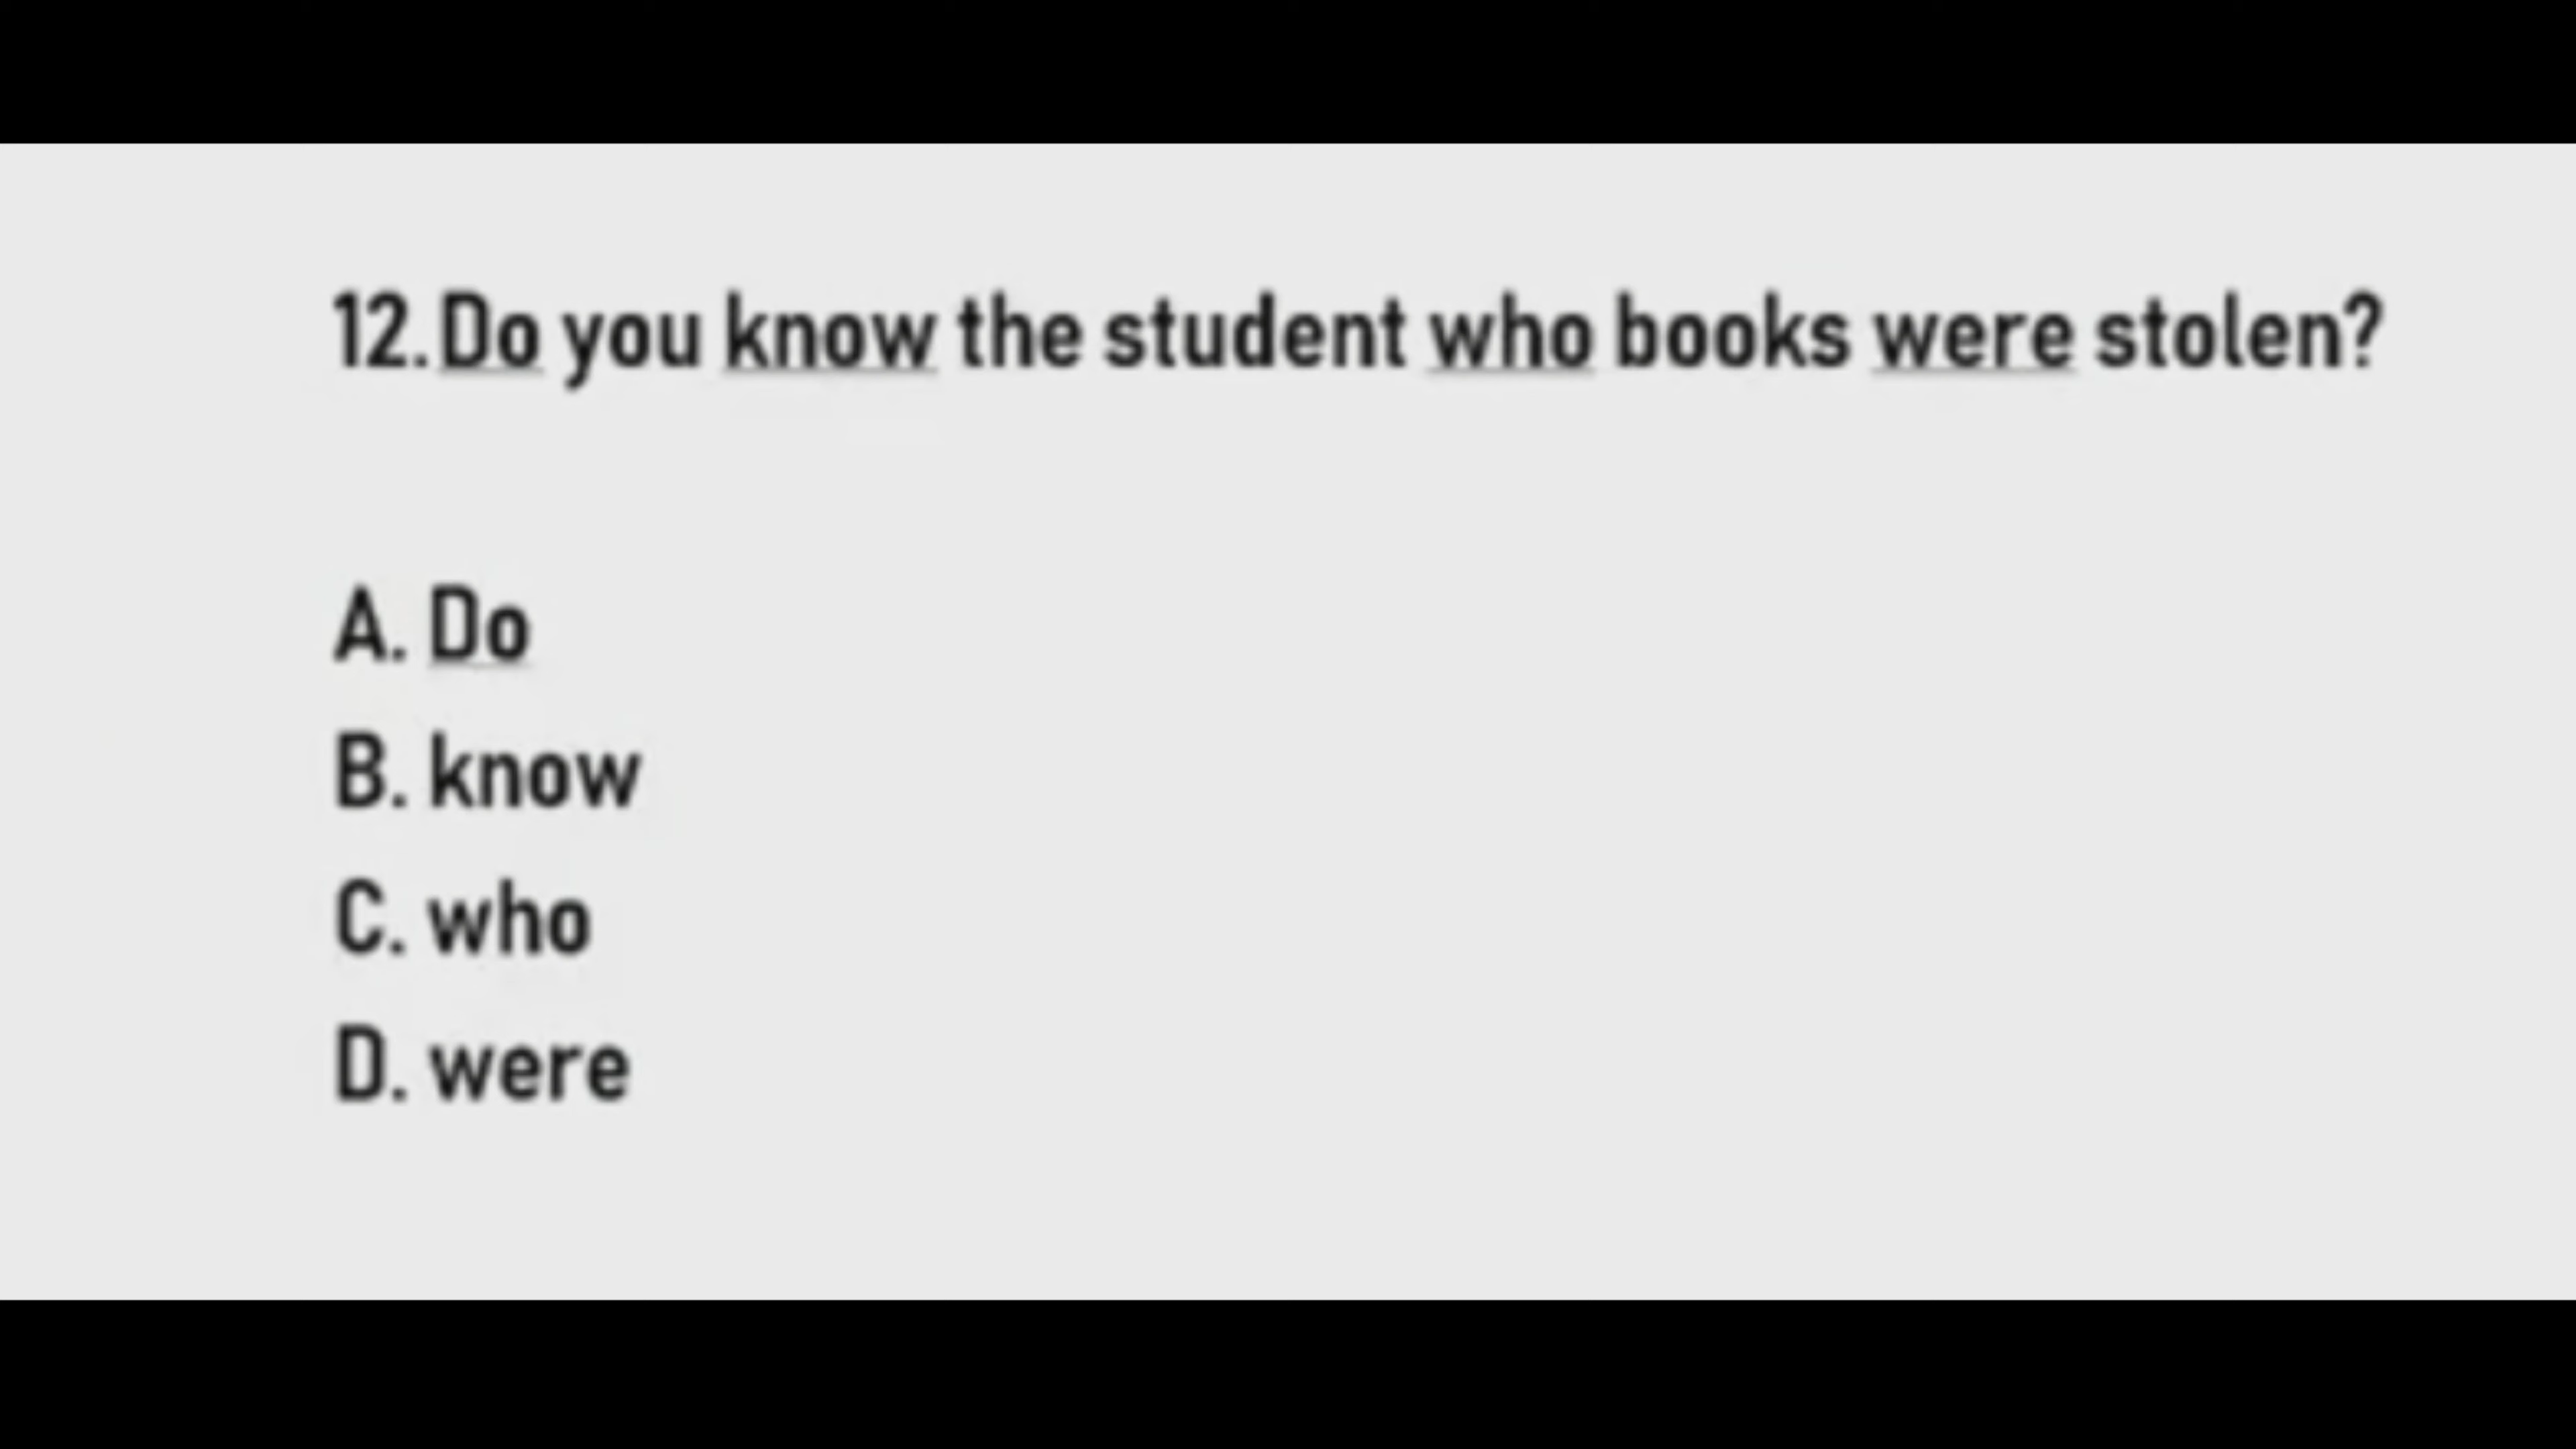 12. Do you know the student who books were stolen?
A. Do
B. know
C. who
D. were